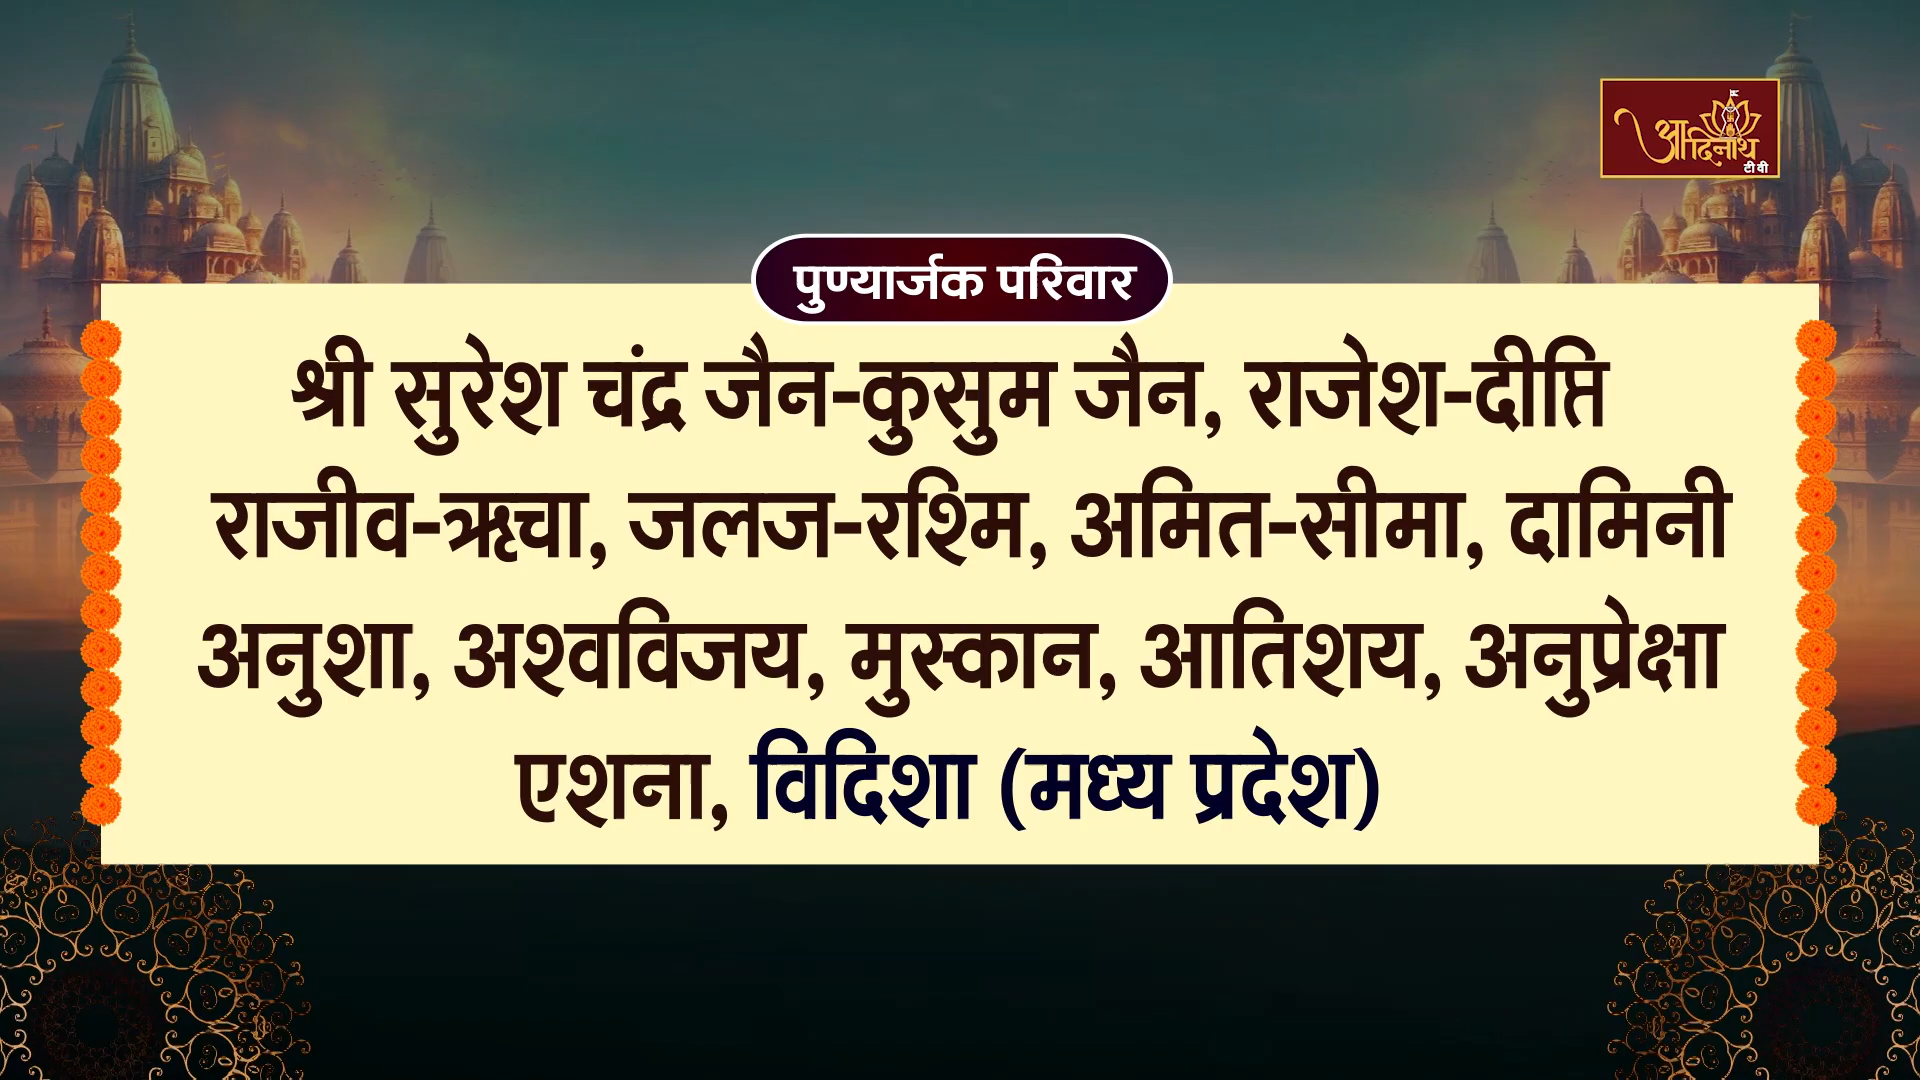 आदिनाथ
टी वी
पुण्यार्जक परिवार
श्री सुरेश चंद्र जैन-कुसुम जैन, राजेश-दीप्ति
राजीव-ऋचा, जलज-रश्मि, अमित-सीमा, दामिनी
अनुशा, अश्वविजय, मुस्कान, आतिशय, अनुप्रेक्षा
एशना, विदिशा (मध्य प्रदेश)